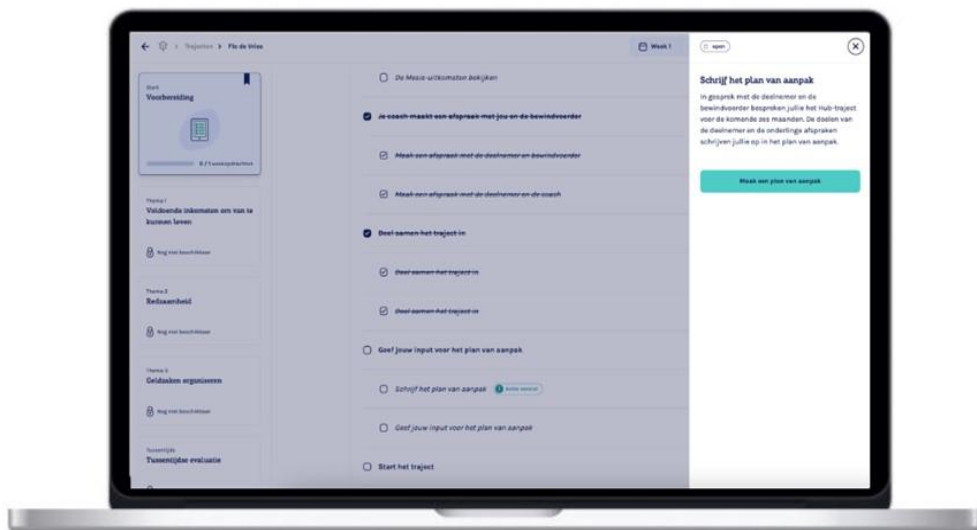 Trajecten > Flo de Vries
Week 1
open
Start
Voorbereiding
Thema 1
Voldoende inkomsten om van te
kunnen leven
Nog niet beschikbaar
Thema 2
Redzaamheid
Nog niet beschikbaar
Thema 3
Geldzaken organiseren
Nog niet beschikbaar
Tussentijds
Tussentijdse evaluatie
De Mesis-uitkomsten bekijken
Je coach maakt een afspraak met jou en de bewindvoerder
Maak een afspraak met de deelnemer en bewindvoerder
Maak een afspraak met de deelnemer en de coach
Deel samen het traject in
Deel samen het traject in
Deel samen het traject in
Geef jouw input voor het plan van aanpak
Schrijf het plan van aanpak
Geef jouw input voor het plan van aanpak
Start het traject
Schrijf het plan van aanpak
In gesprek met de deelnemer en de
bewindvoerder bespreken jullie het Hub-traject
voor de komende zes maanden. De doelen van
de deelnemer en de onderlinge afspraken
schrijven jullie op in het plan van aanpak.
Maak een plan van aanpak